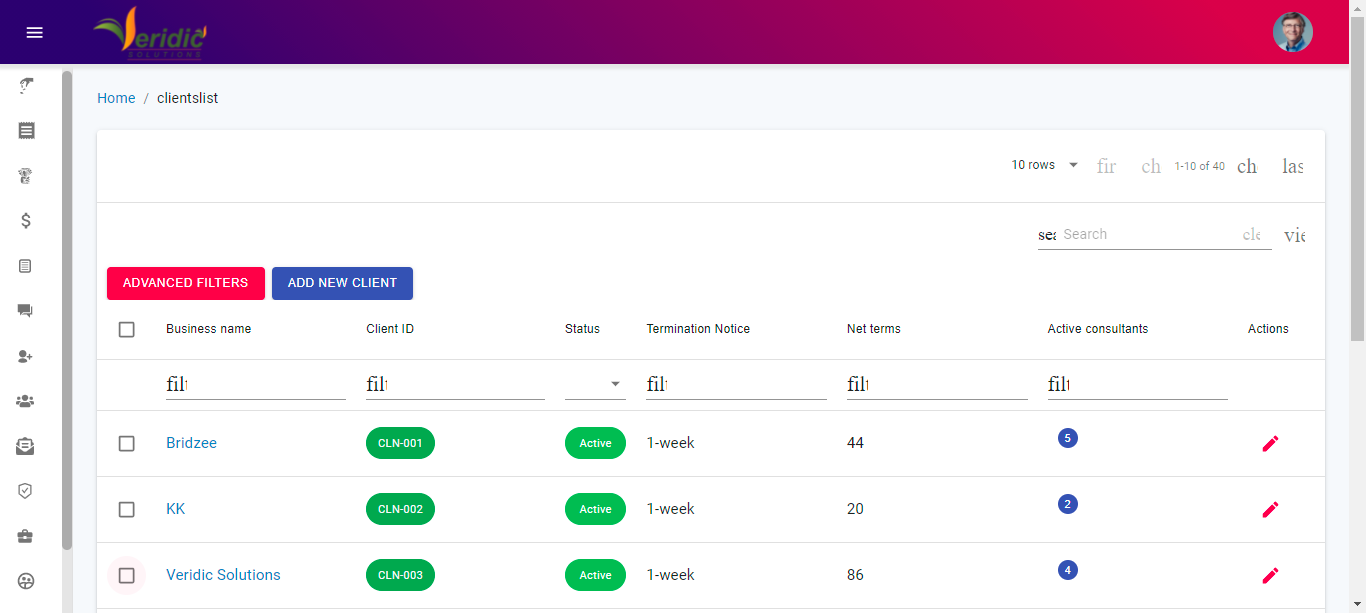 Veridic
SOLUTIONS
Home / clientslist
10 rows fir ch 1-10 of 40 ch las
sea Search cle vie
ADVANCED FILTERS ADD NEW CLIENT
Business name Client ID Status Termination Notice Net terms Active consultants Actions
filt filt filt filt filt
Bridzee CLN-001 Active 1-week 44 5
KK CLN-002 Active 1-week 20 2
Veridic Solutions CLN-003 Active 1-week 86 4